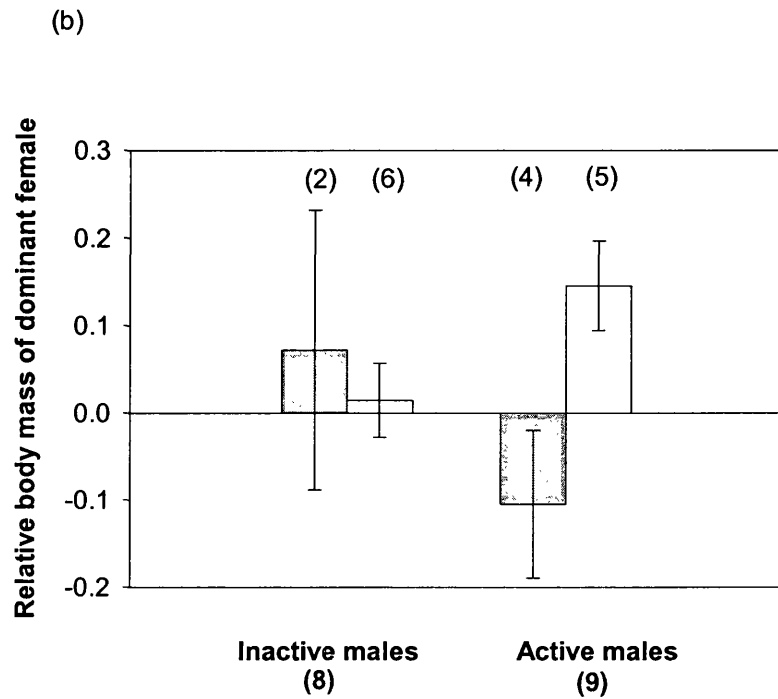 (b)
Relative body mass of dominant female
0.3
0.2
0.1
0.0
-0.1
-0.2
(2) (6) (4) (5)
Inactive males Active males
(8) (9)